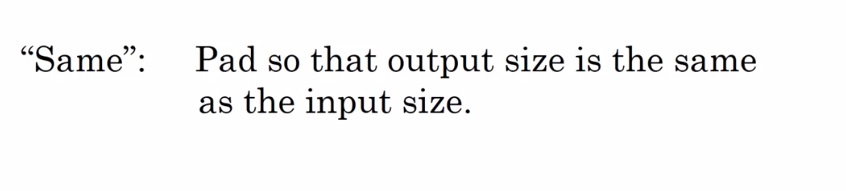 “Same”: Pad so that output size is the same
as the input size.